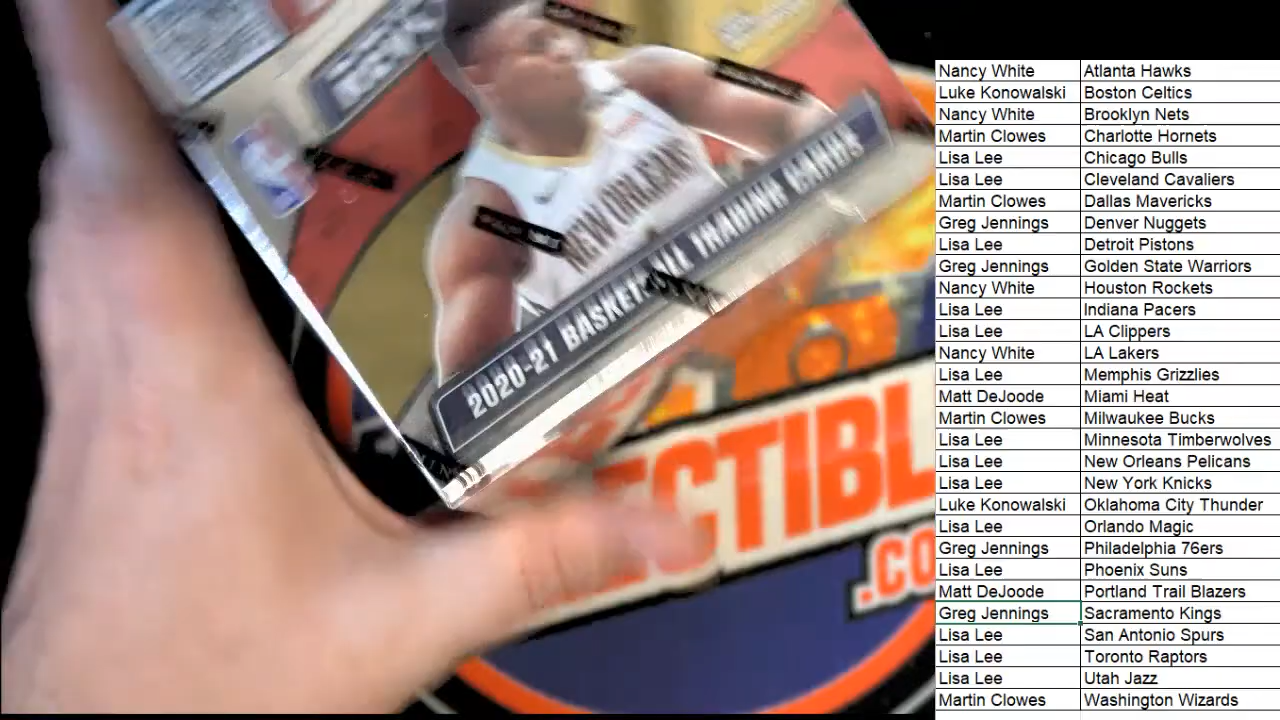 NEW ORLEANS
2020-21 BASKETBALL TRADING CARDS
CTIBL
.CO
Nancy White Atlanta Hawks
Luke Konowalski Boston Celtics
Nancy White Brooklyn Nets
Martin Clowes Charlotte Hornets
Lisa Lee Chicago Bulls
Lisa Lee Cleveland Cavaliers
Martin Clowes Dallas Mavericks
Greg Jennings Denver Nuggets
Lisa Lee Detroit Pistons
Greg Jennings Golden State Warriors
Nancy White Houston Rockets
Lisa Lee Indiana Pacers
Lisa Lee LA Clippers
Nancy White LA Lakers
Lisa Lee Memphis Grizzlies
Matt DeJoode Miami Heat
Martin Clowes Milwaukee Bucks
Lisa Lee Minnesota Timberwolves
Lisa Lee New Orleans Pelicans
Lisa Lee New York Knicks
Luke Konowalski Oklahoma City Thunder
Lisa Lee Orlando Magic
Greg Jennings Philadelphia 76ers
Lisa Lee Phoenix Suns
Matt DeJoode Portland Trail Blazers
Greg Jennings Sacramento Kings
Lisa Lee San Antonio Spurs
Lisa Lee Toronto Raptors
Lisa Lee Utah Jazz
Martin Clowes Washington Wizards